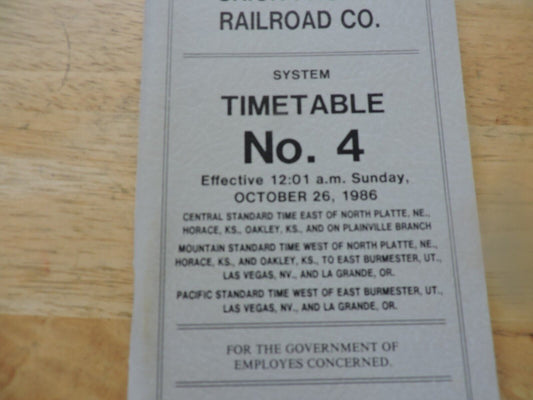 RAILROAD CO.
SYSTEM
TIMETABLE
No. 4
Effective 12:01 a.m. Sunday,
OCTOBER 26, 1986
CENTRAL STANDARD TIME EAST OF NORTH PLATTE, NE.,
HORACE, KS., OAKLEY, KS., AND ON PLAINVILLE BRANCH
MOUNTAIN STANDARD TIME WEST OF NORTH PLATTE, NE.,
HORACE, KS., AND OAKLEY, KS., TO EAST BURMESTER, UT.,
LAS VEGAS, NV., AND LA GRANDE, OR.
PACIFIC STANDARD TIME WEST OF EAST BURMESTER, UT.,
LAS VEGAS, NV., AND LA GRANDE, OR.
FOR THE GOVERNMENT OF
EMPLOYES CONCERNED.